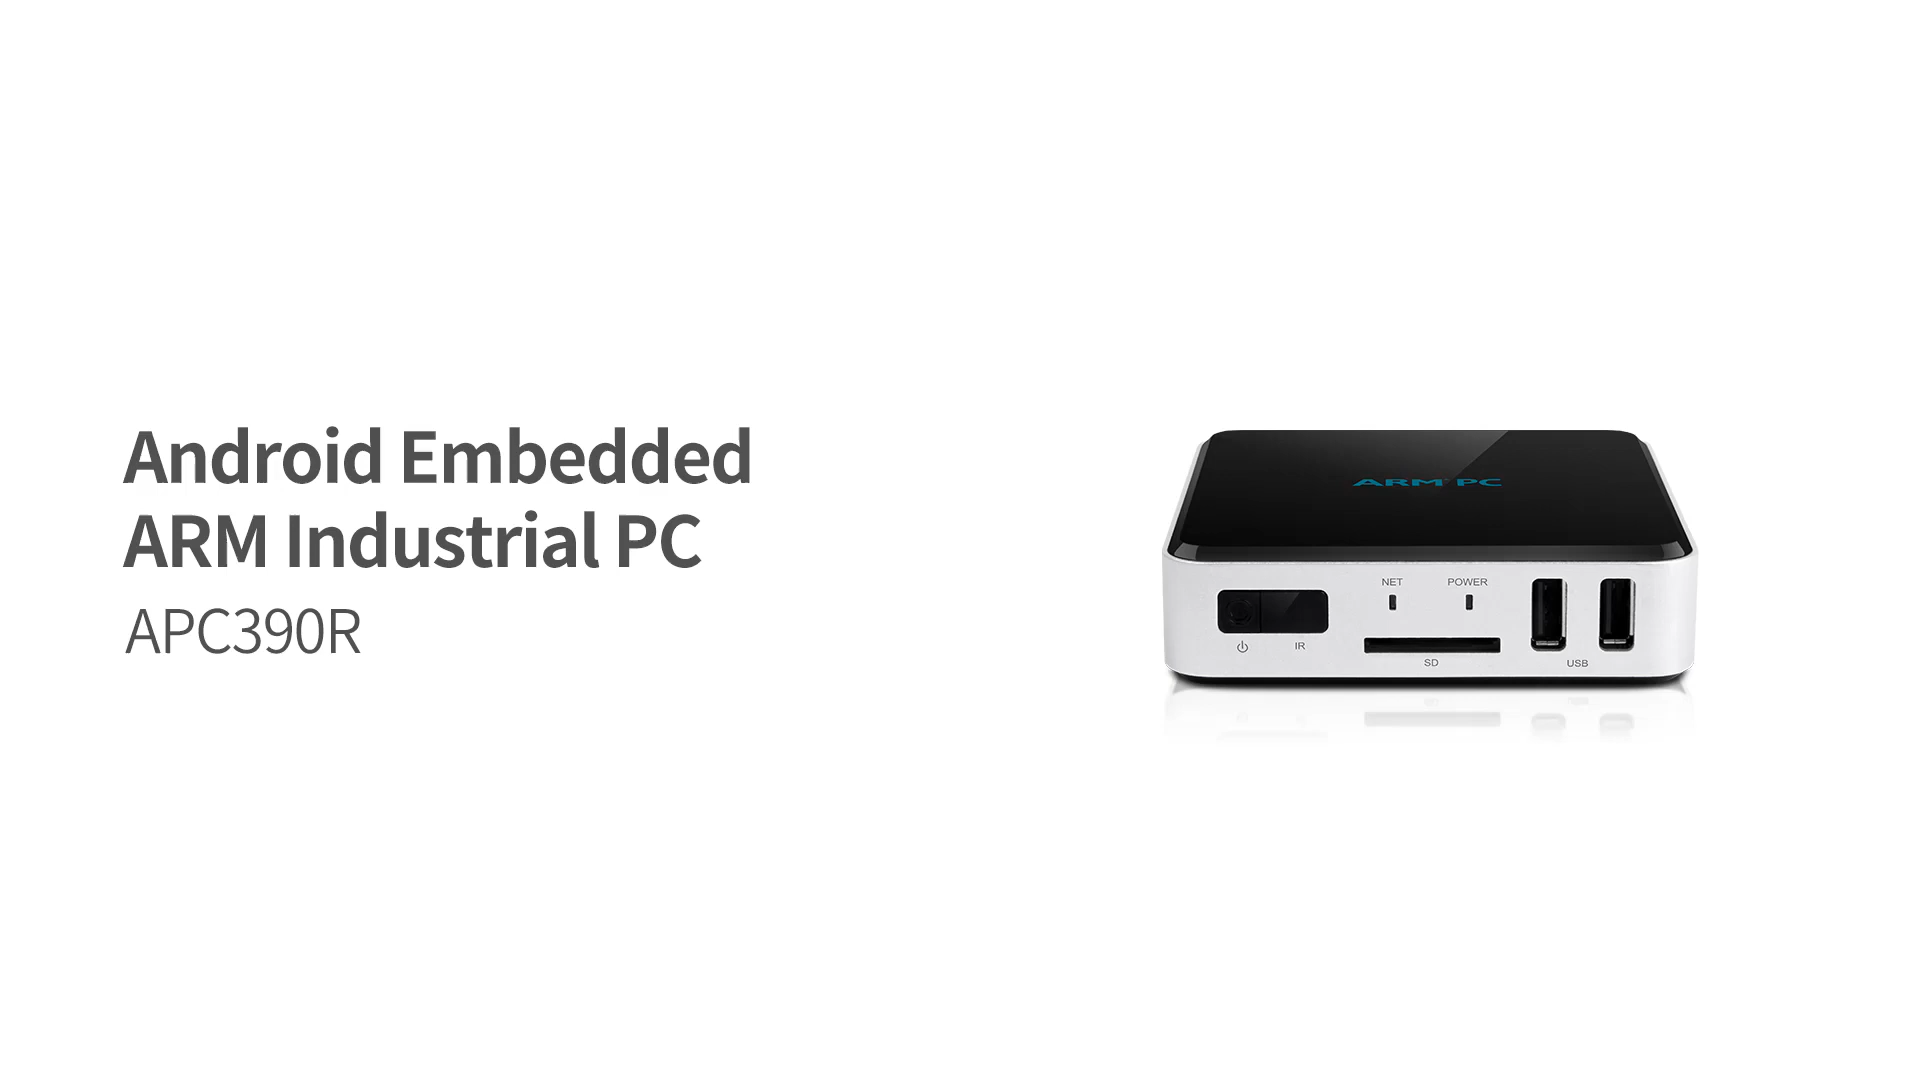 Android Embedded
ARM Industrial PC
APC390R
ARM PC
NET POWER
IR
SD
USB